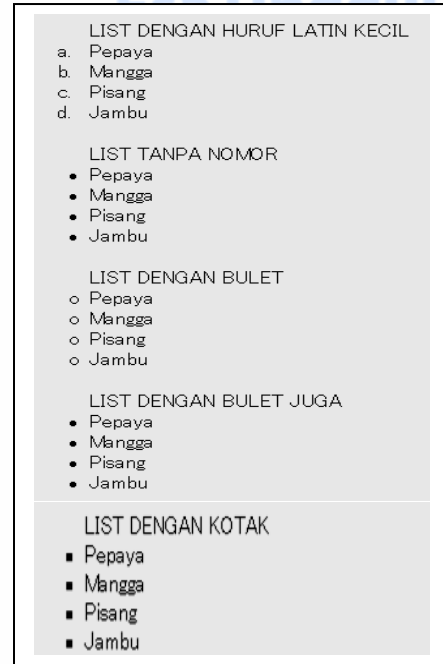 LIST DENGAN HURUF LATIN KECIL
a. Pepaya
b. Mangga
c. Pisang
d. Jambu
LIST TANPA NOMOR
• Pepaya
• Mangga
• Pisang
• Jambu
LIST DENGAN BULET
o Pepaya
o Mangga
o Pisang
o Jambu
LIST DENGAN BULET JUGA
• Pepaya
• Mangga
• Pisang
• Jambu
LIST DENGAN KOTAK
▪ Pepaya
▪ Mangga
▪ Pisang
▪ Jambu